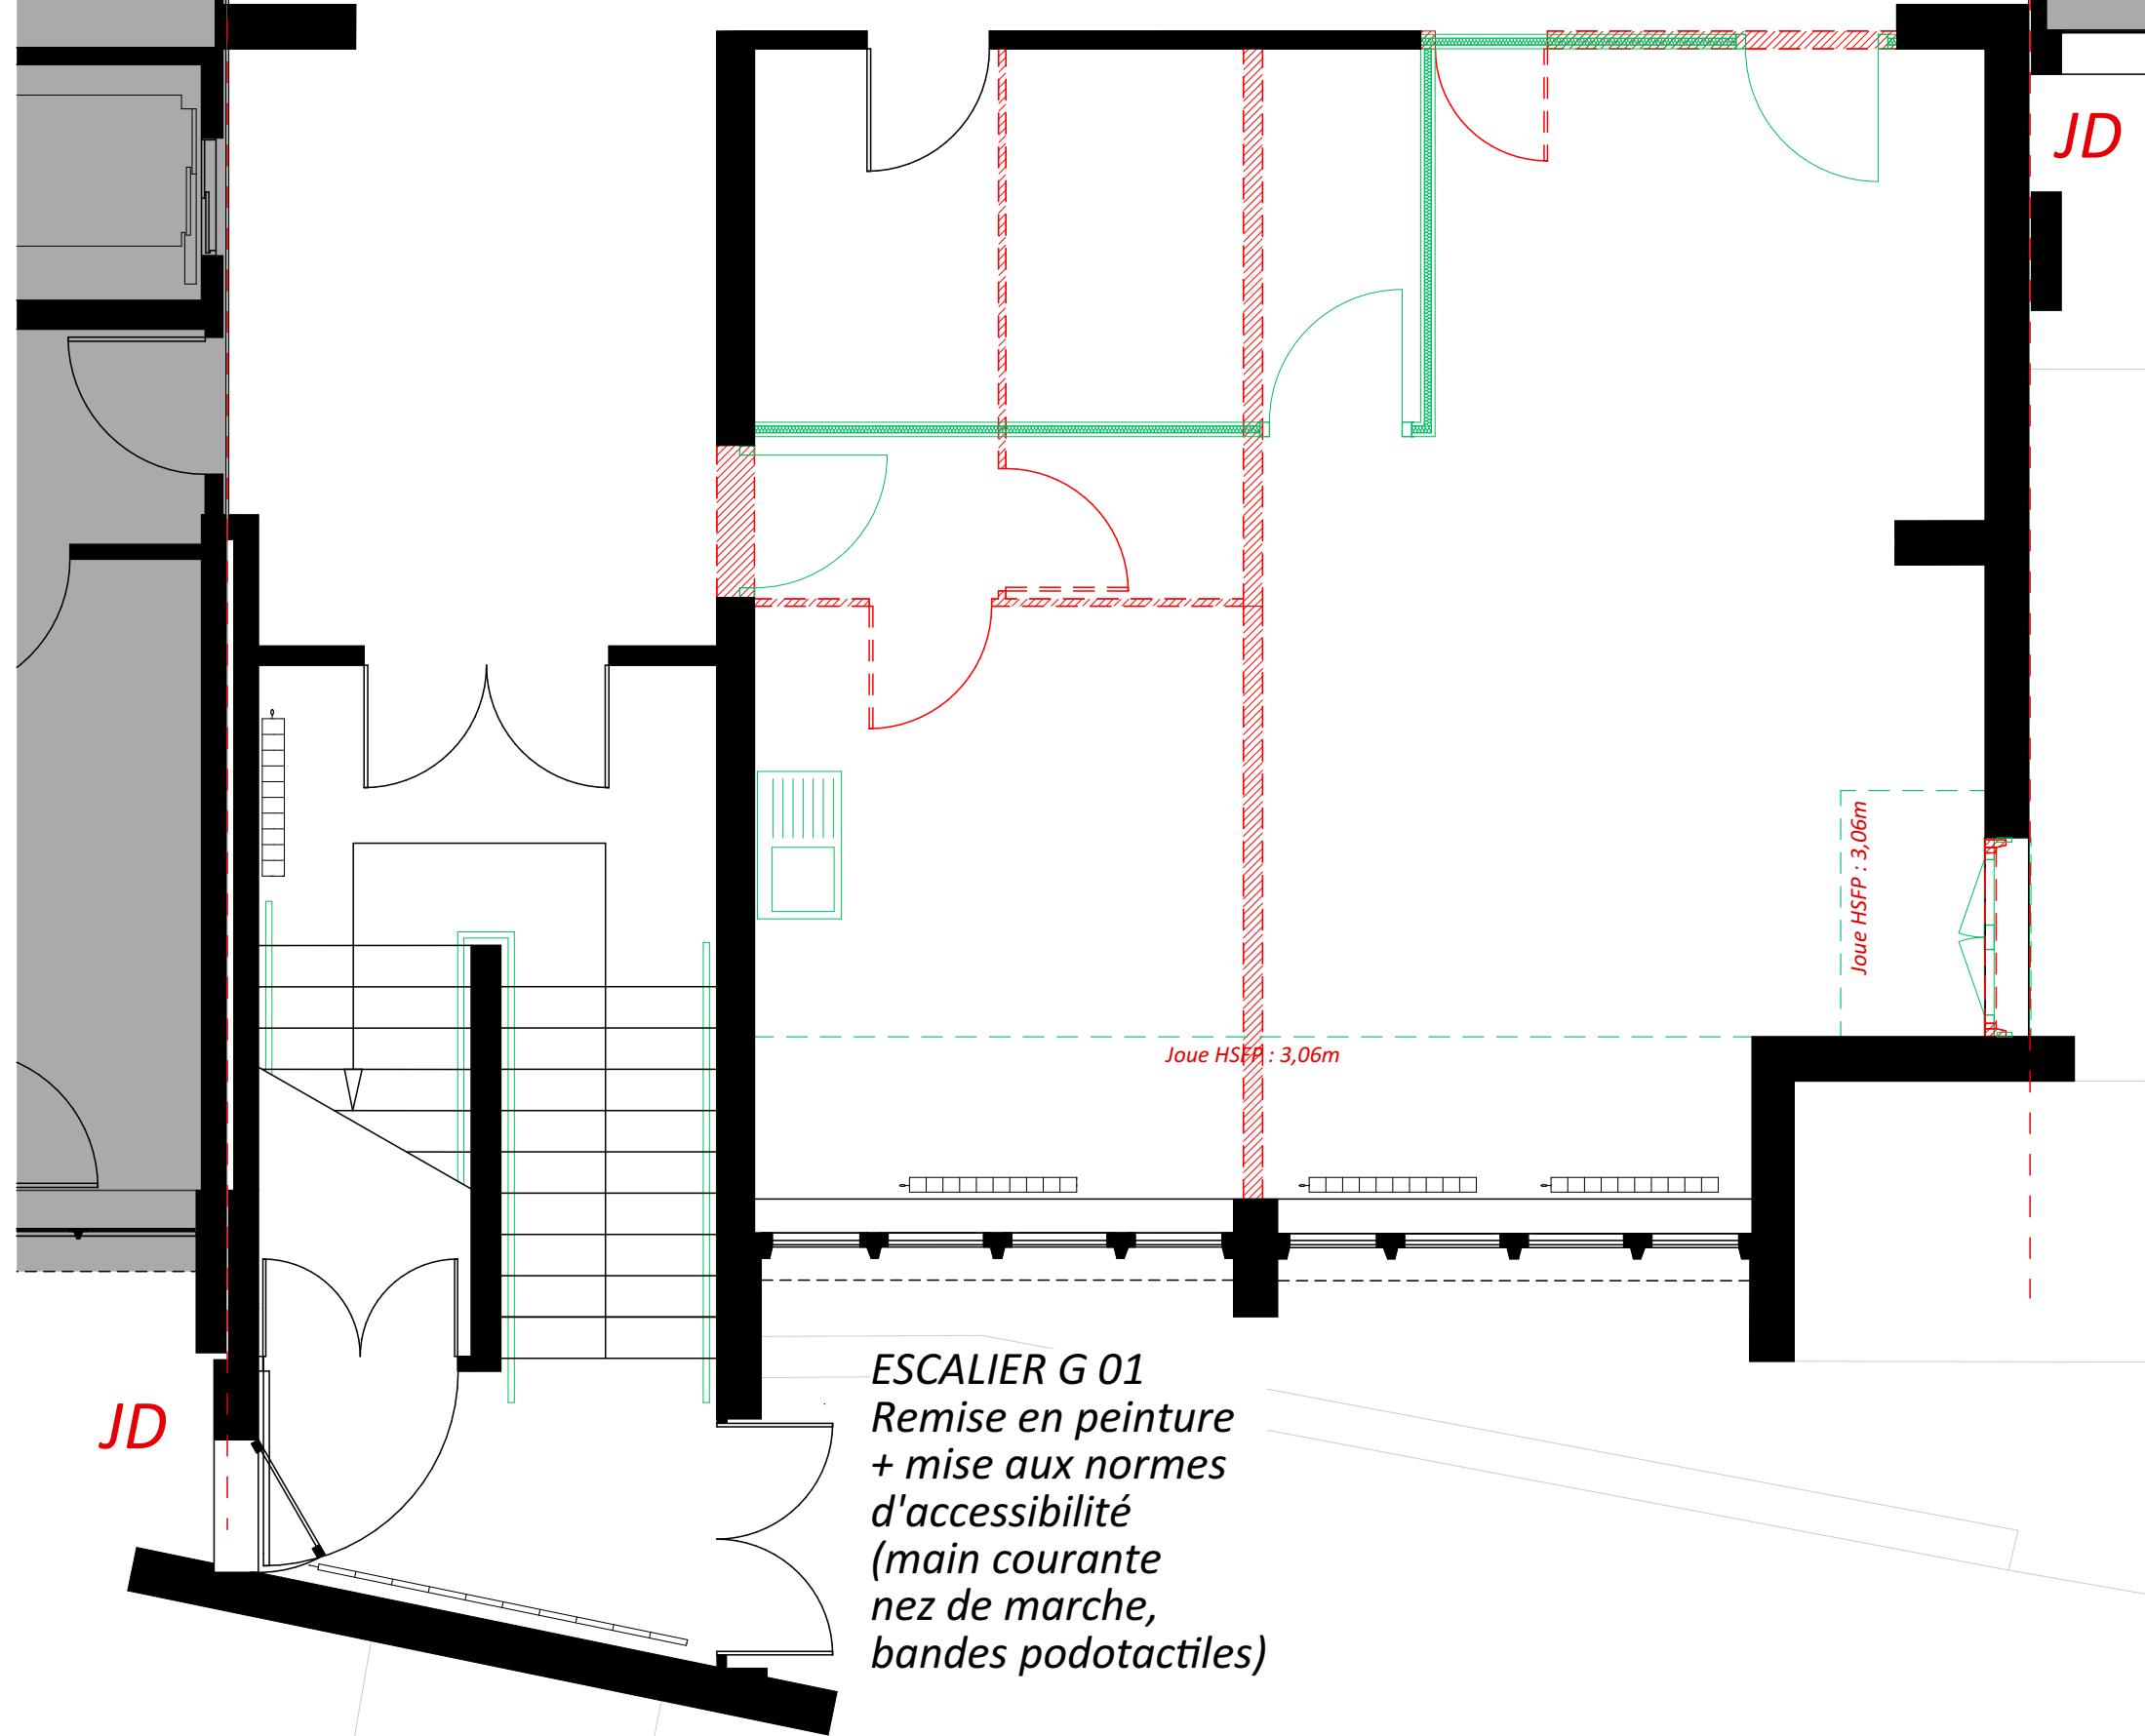 JD
Joue HSFP : 3,06m
Joue HSFP : 3,06m
ESCALIER G 01
Remise en peinture
+ mise aux normes
d'accessibilité
(main courante
nez de marche,
bandes podotactiles)
JD